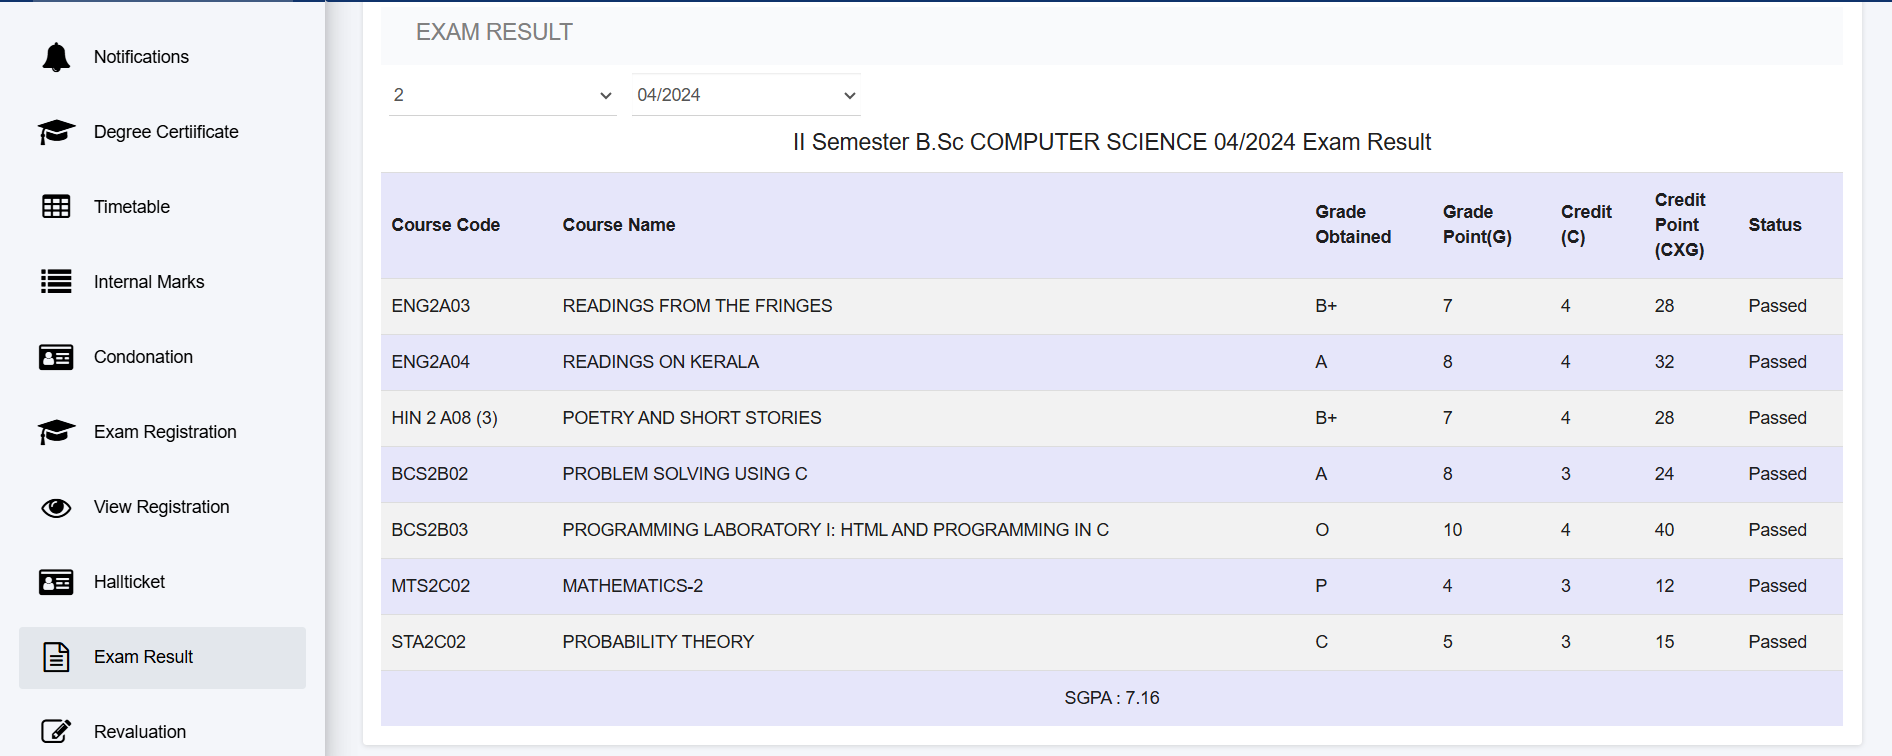 Notifications
Degree Certiificate
Timetable
Internal Marks
Condonation
Exam Registration
View Registration
Hallticket
Exam Result
Revaluation
EXAM RESULT
2 04/2024
II Semester B.Sc COMPUTER SCIENCE 04/2024 Exam Result
Course Code Course Name Grade Obtained Grade Point(G) Credit (C) Credit Point (CXG) Status
ENG2A03 READINGS FROM THE FRINGES B+ 7 4 28 Passed
ENG2A04 READINGS ON KERALA A 8 4 32 Passed
HIN 2 A08 (3) POETRY AND SHORT STORIES B+ 7 4 28 Passed
BCS2B02 PROBLEM SOLVING USING C A 8 3 24 Passed
BCS2B03 PROGRAMMING LABORATORY I: HTML AND PROGRAMMING IN C O 10 4 40 Passed
MTS2C02 MATHEMATICS-2 P 4 3 12 Passed
STA2C02 PROBABILITY THEORY C 5 3 15 Passed
SGPA : 7.16